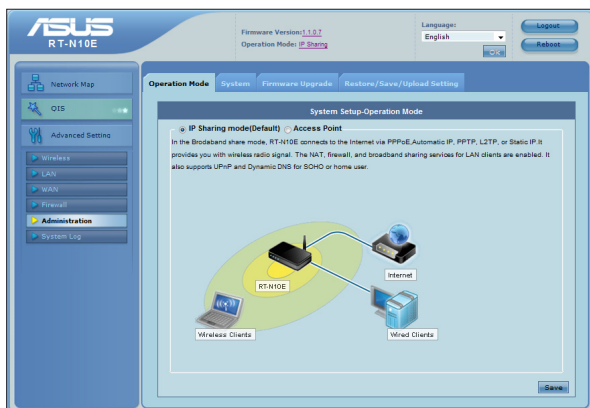 ASUS
RT-N10E
Firmware Version:1.1.0.7
Operation Mode: IP Sharing
Language:
English
OK
Logout
Reboot
Network Map
QIS
Advanced Setting
Wireless
LAN
WAN
Firewall
Administration
System Log
Operation Mode System Firmware Upgrade Restore/Save/Upload Setting
System Setup-Operation Mode
IP Sharing mode(Default) Access Point
In the Brodaband share mode, RT-N10E connects to the Internet via PPPoE,Automatic IP, PPTP, L2TP, or Static IP.It
provides you with wireless radio signal. The NAT, firewall, and broadband sharing services for LAN clients are enabled. It
also supports UPnP and Dynamic DNS for SOHO or home user.
Internet
RT-N10E
Wireless Clients
Wired Clients
Save